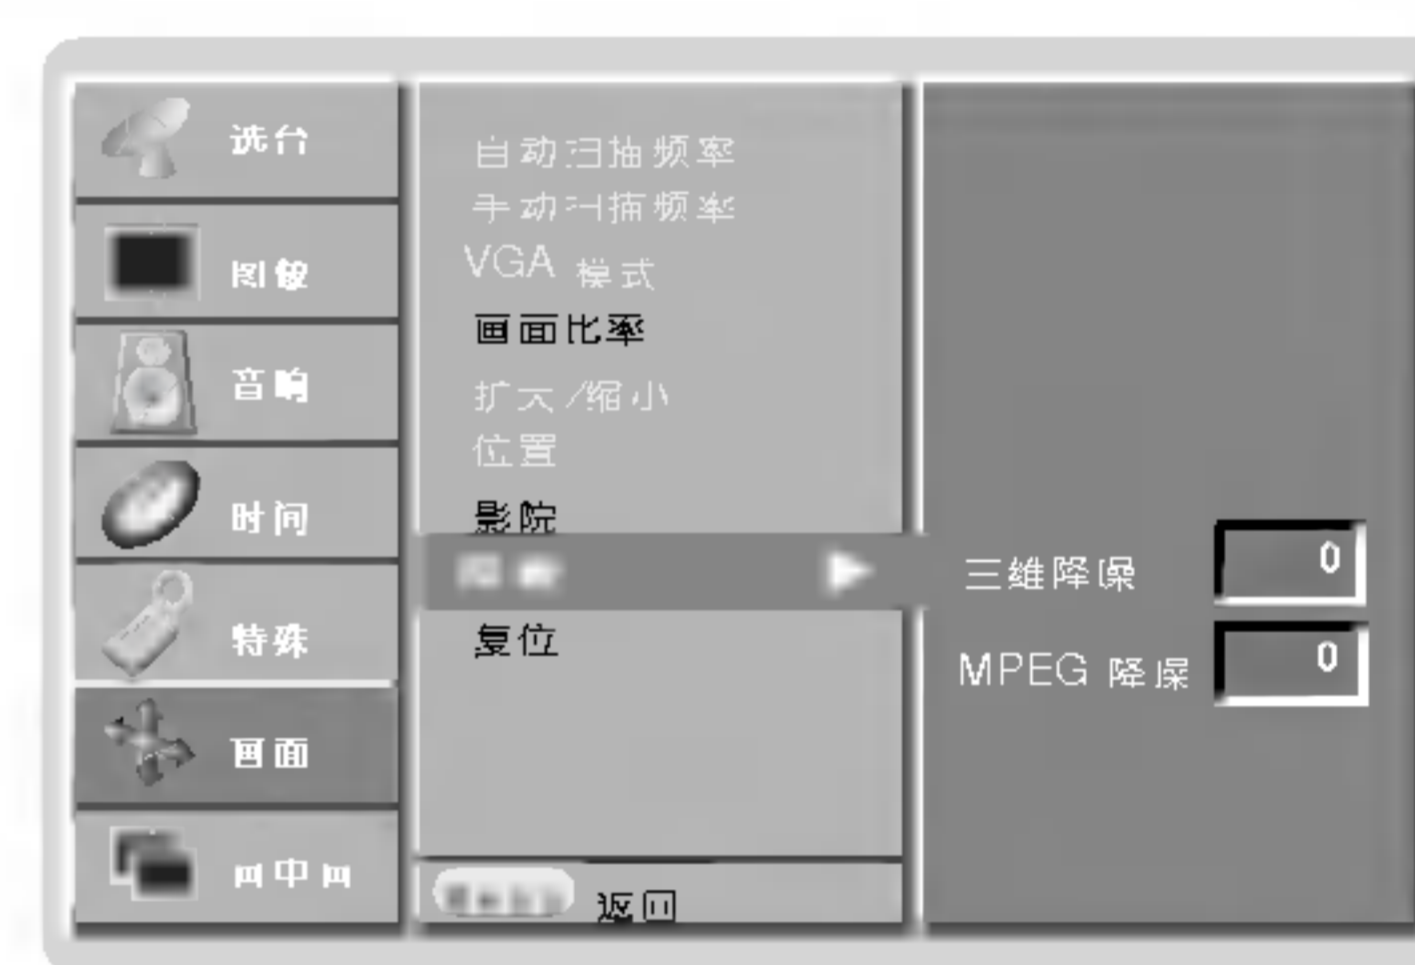 选台
图像
音响
时间
特殊
画面
画中画
自动扫描频率
手动扫描频率
VGA 模式
画面比率
扩大/缩小
位置
影院
复位
返回
三維降噪 0
MPEG 降噪 0